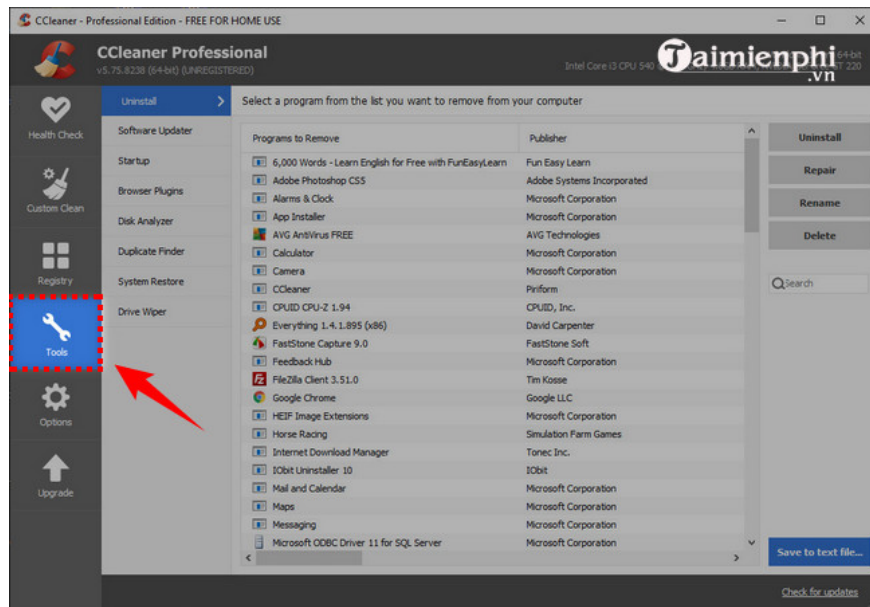 CCleaner - Professional Edition - FREE FOR HOME USE
CCleaner Professional
v5.75.8238 (64-bit) (UNREGISTERED)
Taimienphi
.vn
64-bit
Intel Core i3 CPU 540
GT 220
Health Check
Custom Clean
Registry
Tools
Options
Upgrade
Uninstall
Software Updater
Startup
Browser Plugins
Disk Analyzer
Duplicate Finder
System Restore
Drive Wiper
Select a program from the list you want to remove from your computer
Programs to Remove Publisher
6,000 Words - Learn English for Free with FunEasyLearn Fun Easy Learn
Adobe Photoshop CS5 Adobe Systems Incorporated
Alarms & Clock Microsoft Corporation
App Installer Microsoft Corporation
AVG AntiVirus FREE AVG Technologies
Calculator Microsoft Corporation
Camera Microsoft Corporation
CCleaner Piriform
CPUID CPU-Z 1.94 CPUID, Inc.
Everything 1.4.1.895 (x86) David Carpenter
FastStone Capture 9.0 FastStone Soft
Feedback Hub Microsoft Corporation
FileZilla Client 3.51.0 Tim Kosse
Google Chrome Google LLC
HEIF Image Extensions Microsoft Corporation
Horse Racing Simulation Farm Games
Internet Download Manager Tonec Inc.
IObit Uninstaller 10 IObit
Mail and Calendar Microsoft Corporation
Maps Microsoft Corporation
Messaging Microsoft Corporation
Microsoft ODBC Driver 11 for SQL Server Microsoft Corporation
Uninstall
Repair
Rename
Delete
Search
Save to text file...
Check for updates